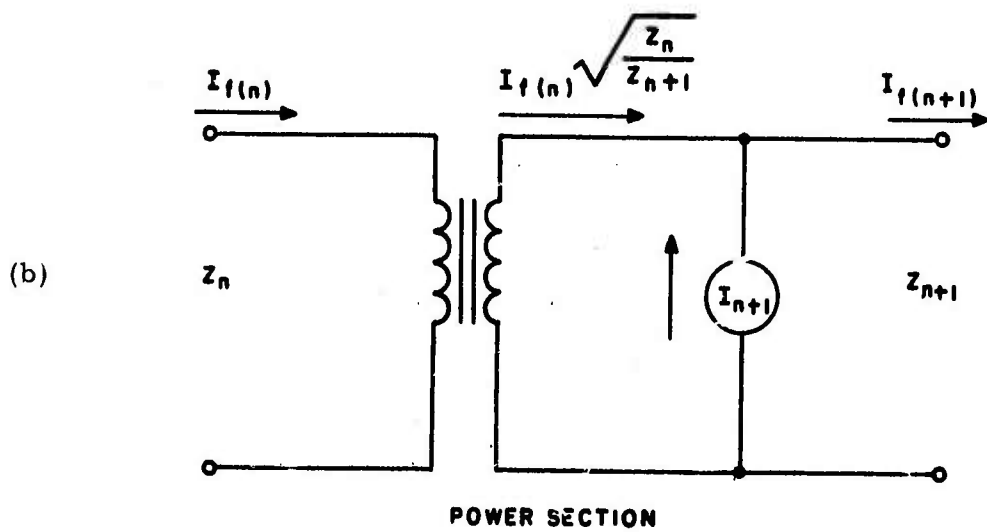 I_f(n) √(Z_n / Z_n+1)
I_f(n)
I_f(n+1)
(b)
Z_n
I_n+1
Z_n+1
POWER SECTION